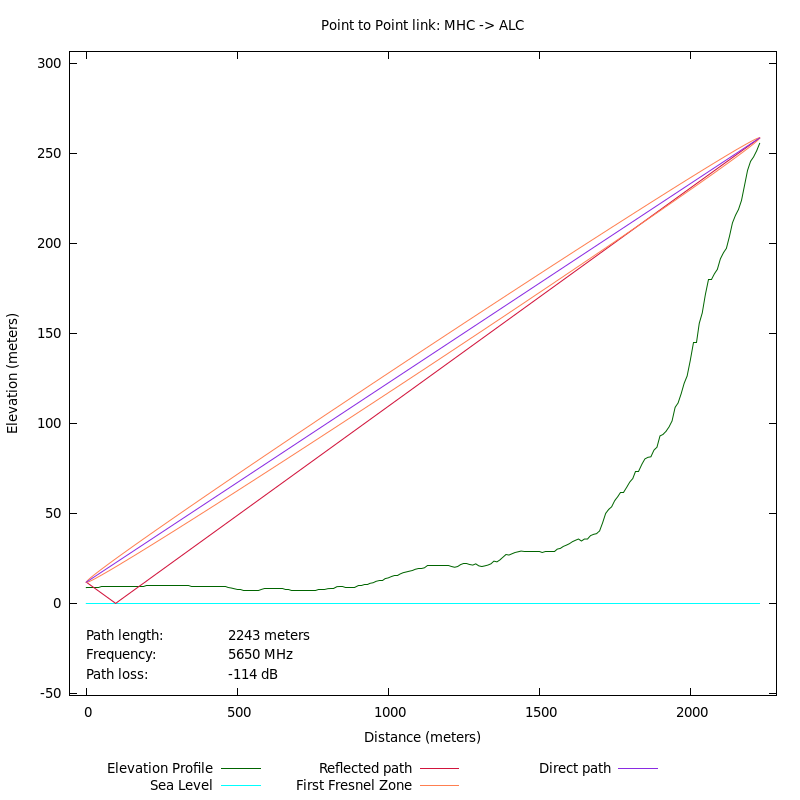 Point to Point link: MHC -> ALC
300
250
200
150
100
50
0
-50
Elevation (meters)
Path length: 2243 meters
Frequency: 5650 MHz
Path loss: -114 dB
0 500 1000 1500 2000
Distance (meters)
Elevation Profile Reflected path Direct path
Sea Level First Fresnel Zone